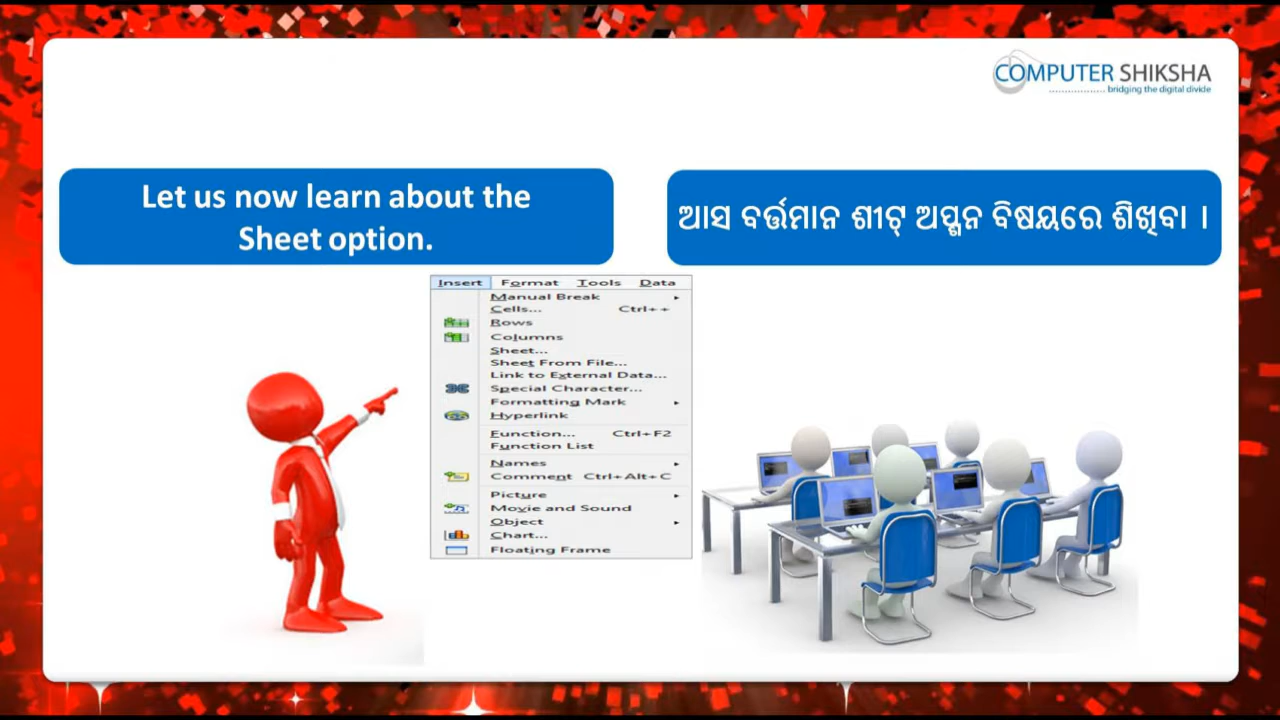 COMPUTER SHIKSHA
bridging the digital divide
Let us now learn about the
Sheet option.
ଆସ ବର୍ତ୍ତମାନ ଶୀଟ୍ ଅପ୍ସନ ବିଷୟରେ ଶିଖିବା ।
Insert Format Tools Data
Manual Break
Cells... Ctrl++
Rows
Columns
Sheet...
Sheet From File...
Link to External Data...
Special Character...
Formatting Mark
Hyperlink
Function... Ctrl+F2
Function List
Names
Comment Ctrl+Alt+C
Picture
Movie and Sound
Object
Chart...
Floating Frame